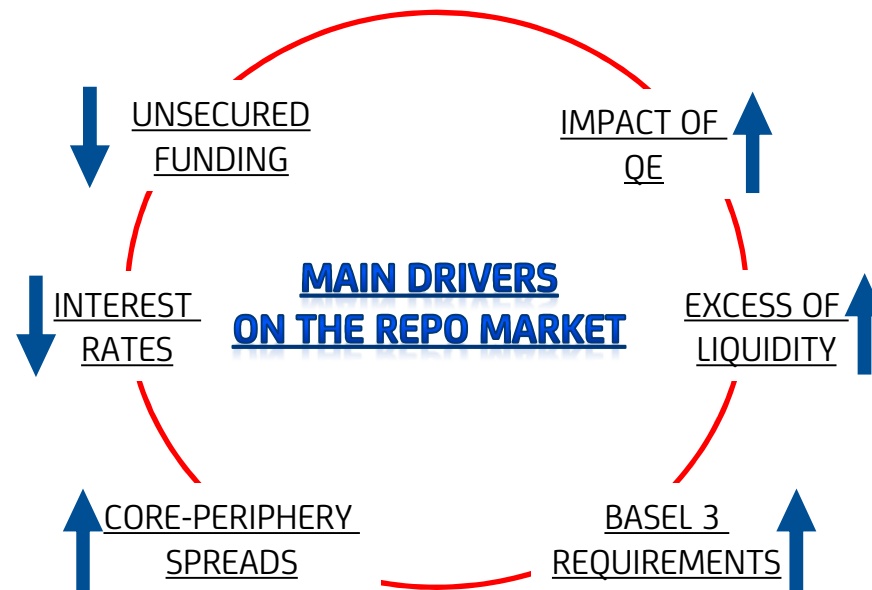 UNSECURED
FUNDING
IMPACT OF
QE
MAIN DRIVERS
ON THE REPO MARKET
INTEREST
RATES
EXCESS OF
LIQUIDITY
CORE-PERIPHERY
SPREADS
BASEL 3
REQUIREMENTS